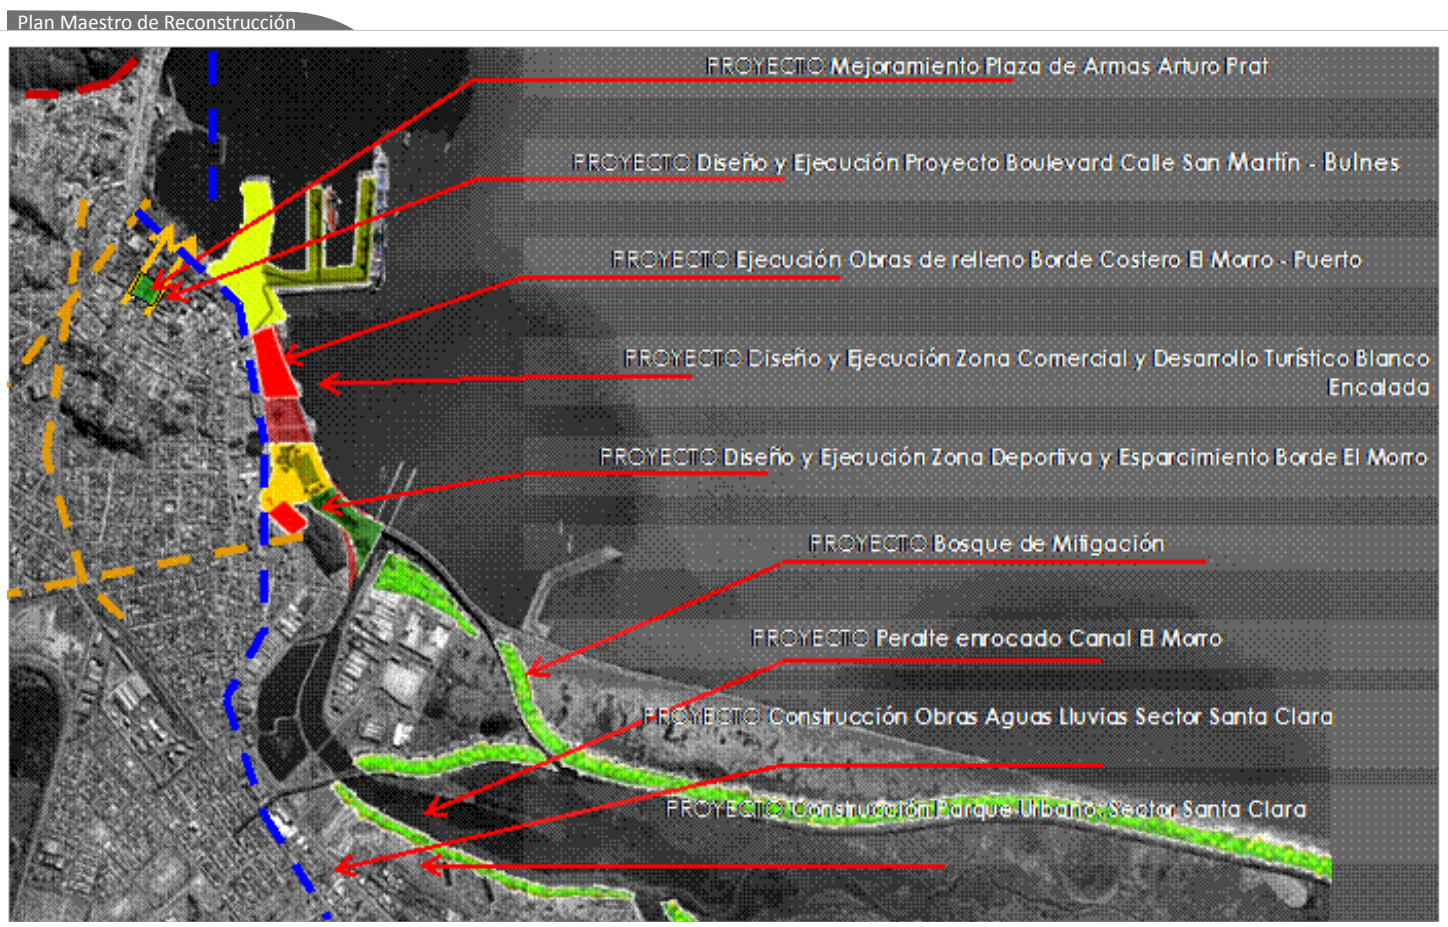 Plan Maestro de Reconstrucción
PROYECTO Mejoramiento Plaza de Armas Arturo Prat
PROYECTO Diseño y Ejecución Proyecto Boulevard Calle San Martín - Bulnes
PROYECTO Ejecución Obras de relleno Borde Costero El Morro - Puerto
PROYECTO Diseño y Ejecución Zona Comercial y Desarrollo Turístico Blanco
Encalada
PROYECTO Diseño y Ejecución Zona Deportiva y Esparcimiento Borde El Morro
PROYECTO Bosque de Mitigación
PROYECTO Peralte enrocado Canal El Morro
PROYECTO Construcción Obras Aguas Lluvias Sector Santa Clara
PROYECTO Construcción Parque Urbano, Sector Santa Clara